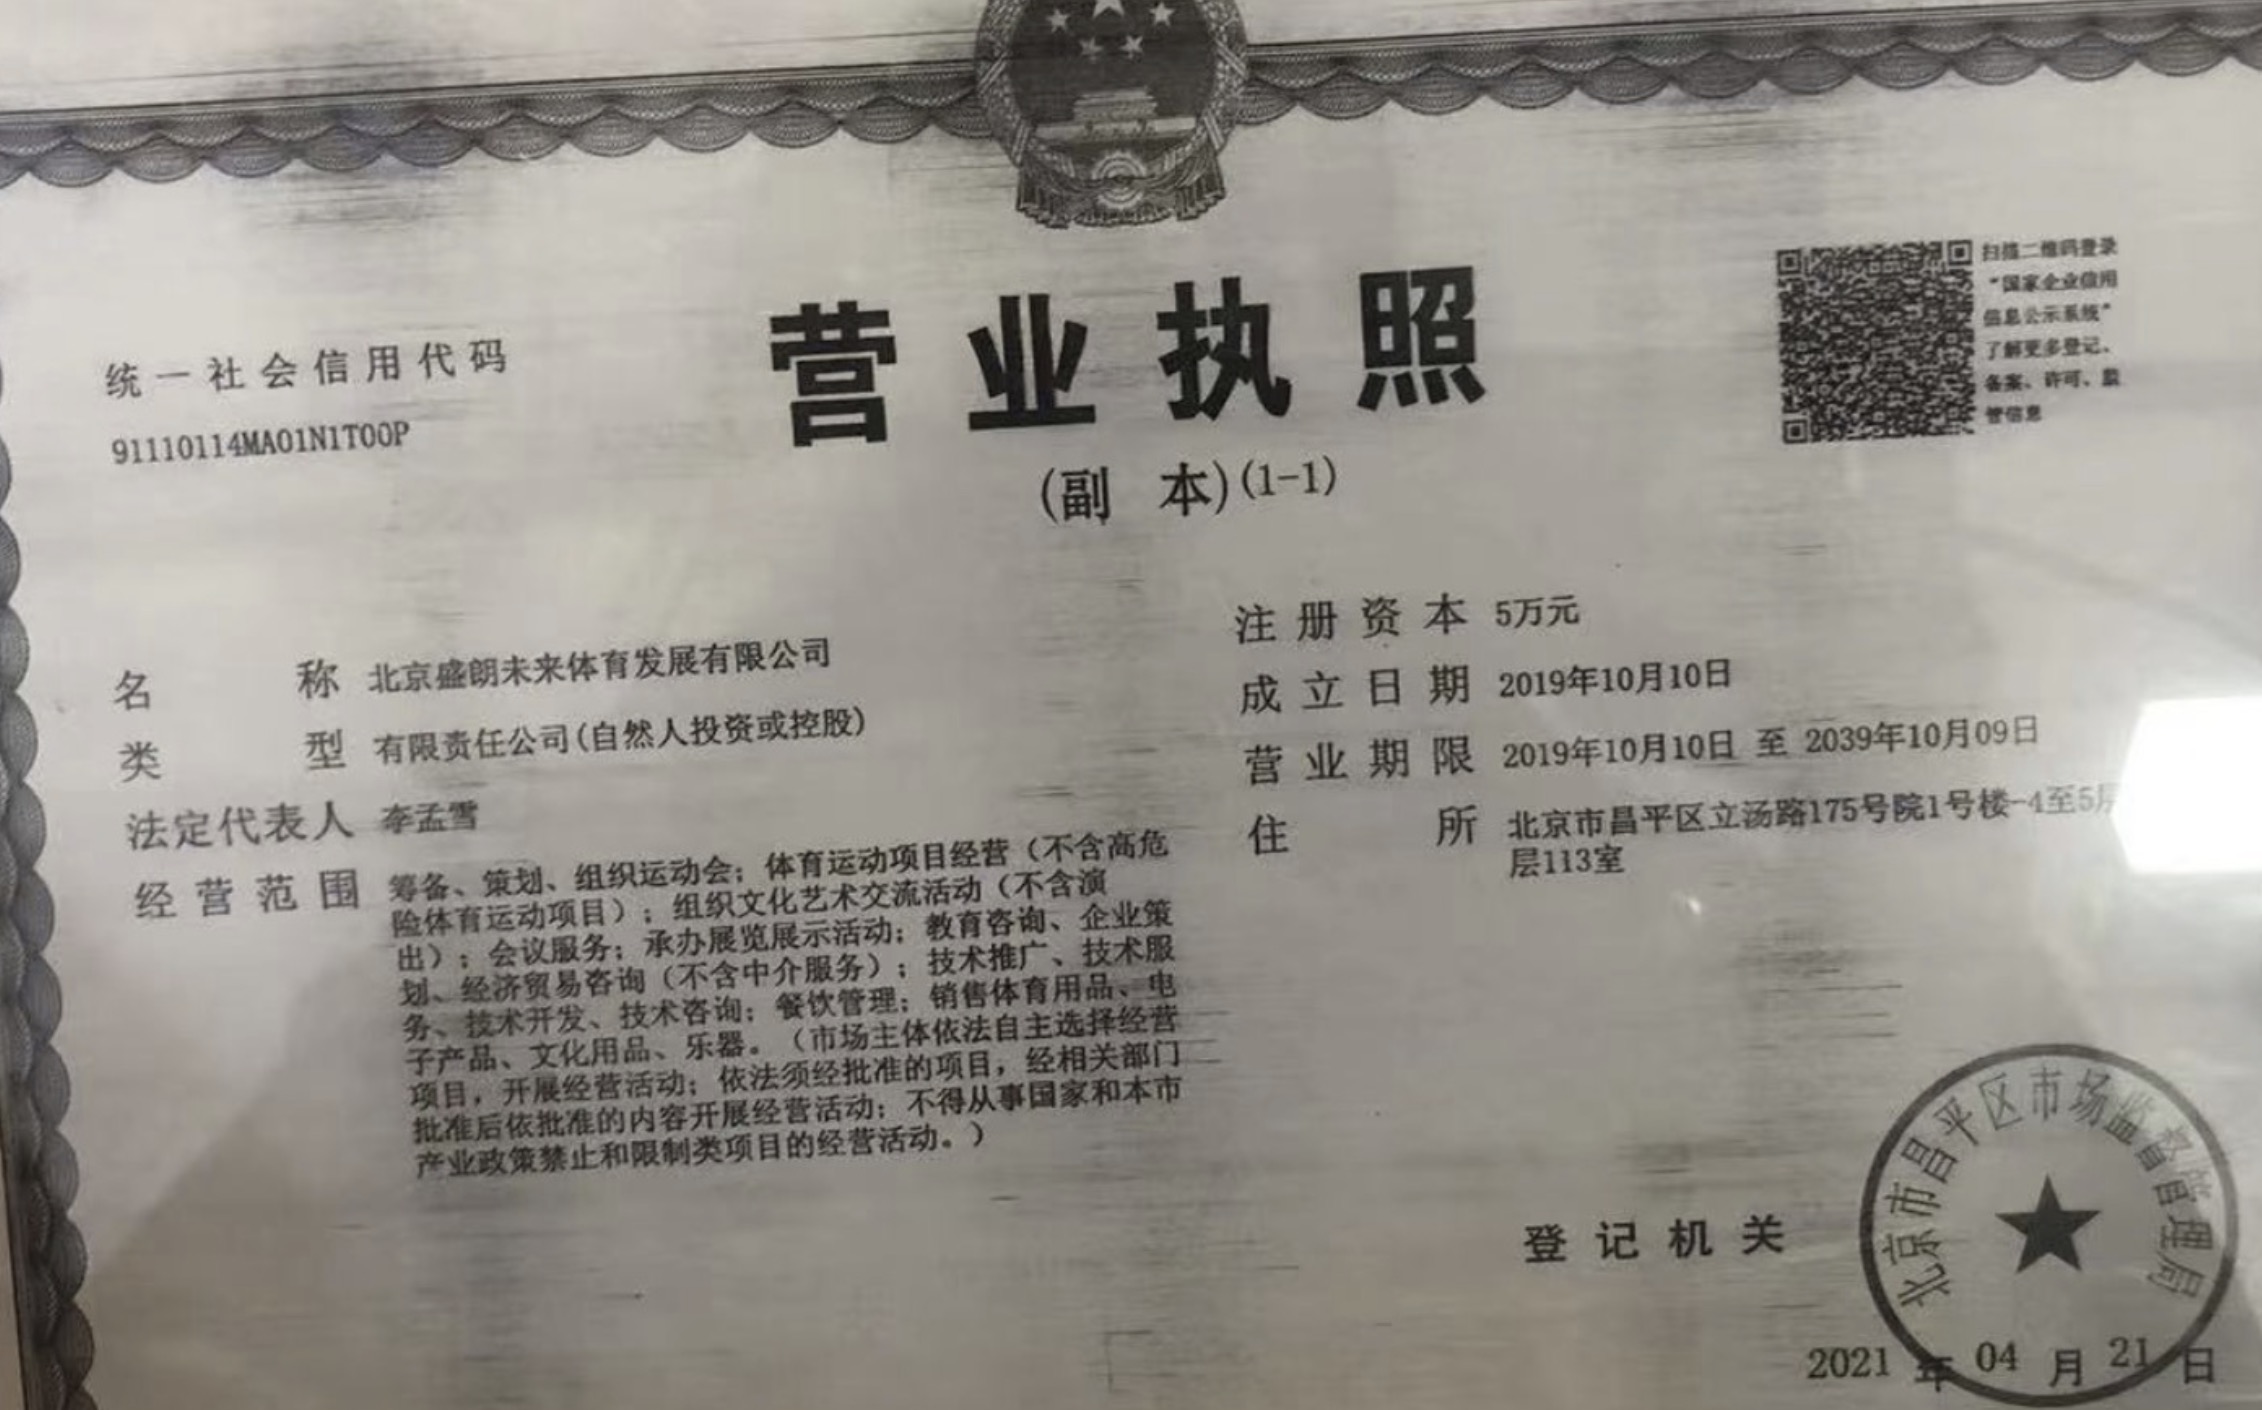 统一社会信用代码
91110114MA01N1T00P
营业执照
(副 本)(1-1)
扫描二维码登录
“国家企业信用
信息公示系统”
了解更多登记、
备案、许可、监
管信息
名 称 北京盛朗未来体育发展有限公司
类 型 有限责任公司(自然人投资或控股)
法定代表人 李孟雪
经营范围 筹备、策划、组织运动会；体育运动项目经营（不含高危
险体育运动项目）；组织文化艺术交流活动（不含演
出）；会议服务；承办展览展示活动；教育咨询、企业策
划、经济贸易咨询（不含中介服务）；技术推广、技术服
务、技术开发、技术咨询；餐饮管理；销售体育用品、电
子产品、文化用品、乐器。（市场主体依法自主选择经营
项目，开展经营活动；依法须经批准的项目，经相关部门
批准后依批准的内容开展经营活动；不得从事国家和本市
产业政策禁止和限制类项目的经营活动。）
注册资本 5万元
成立日期 2019年10月10日
营业期限 2019年10月10日 至 2039年10月09日
住 所 北京市昌平区立汤路175号院1号楼-4至5层
层113室
登记机关
北京市昌平区市场监督管理局
2021 年 04 月 21 日